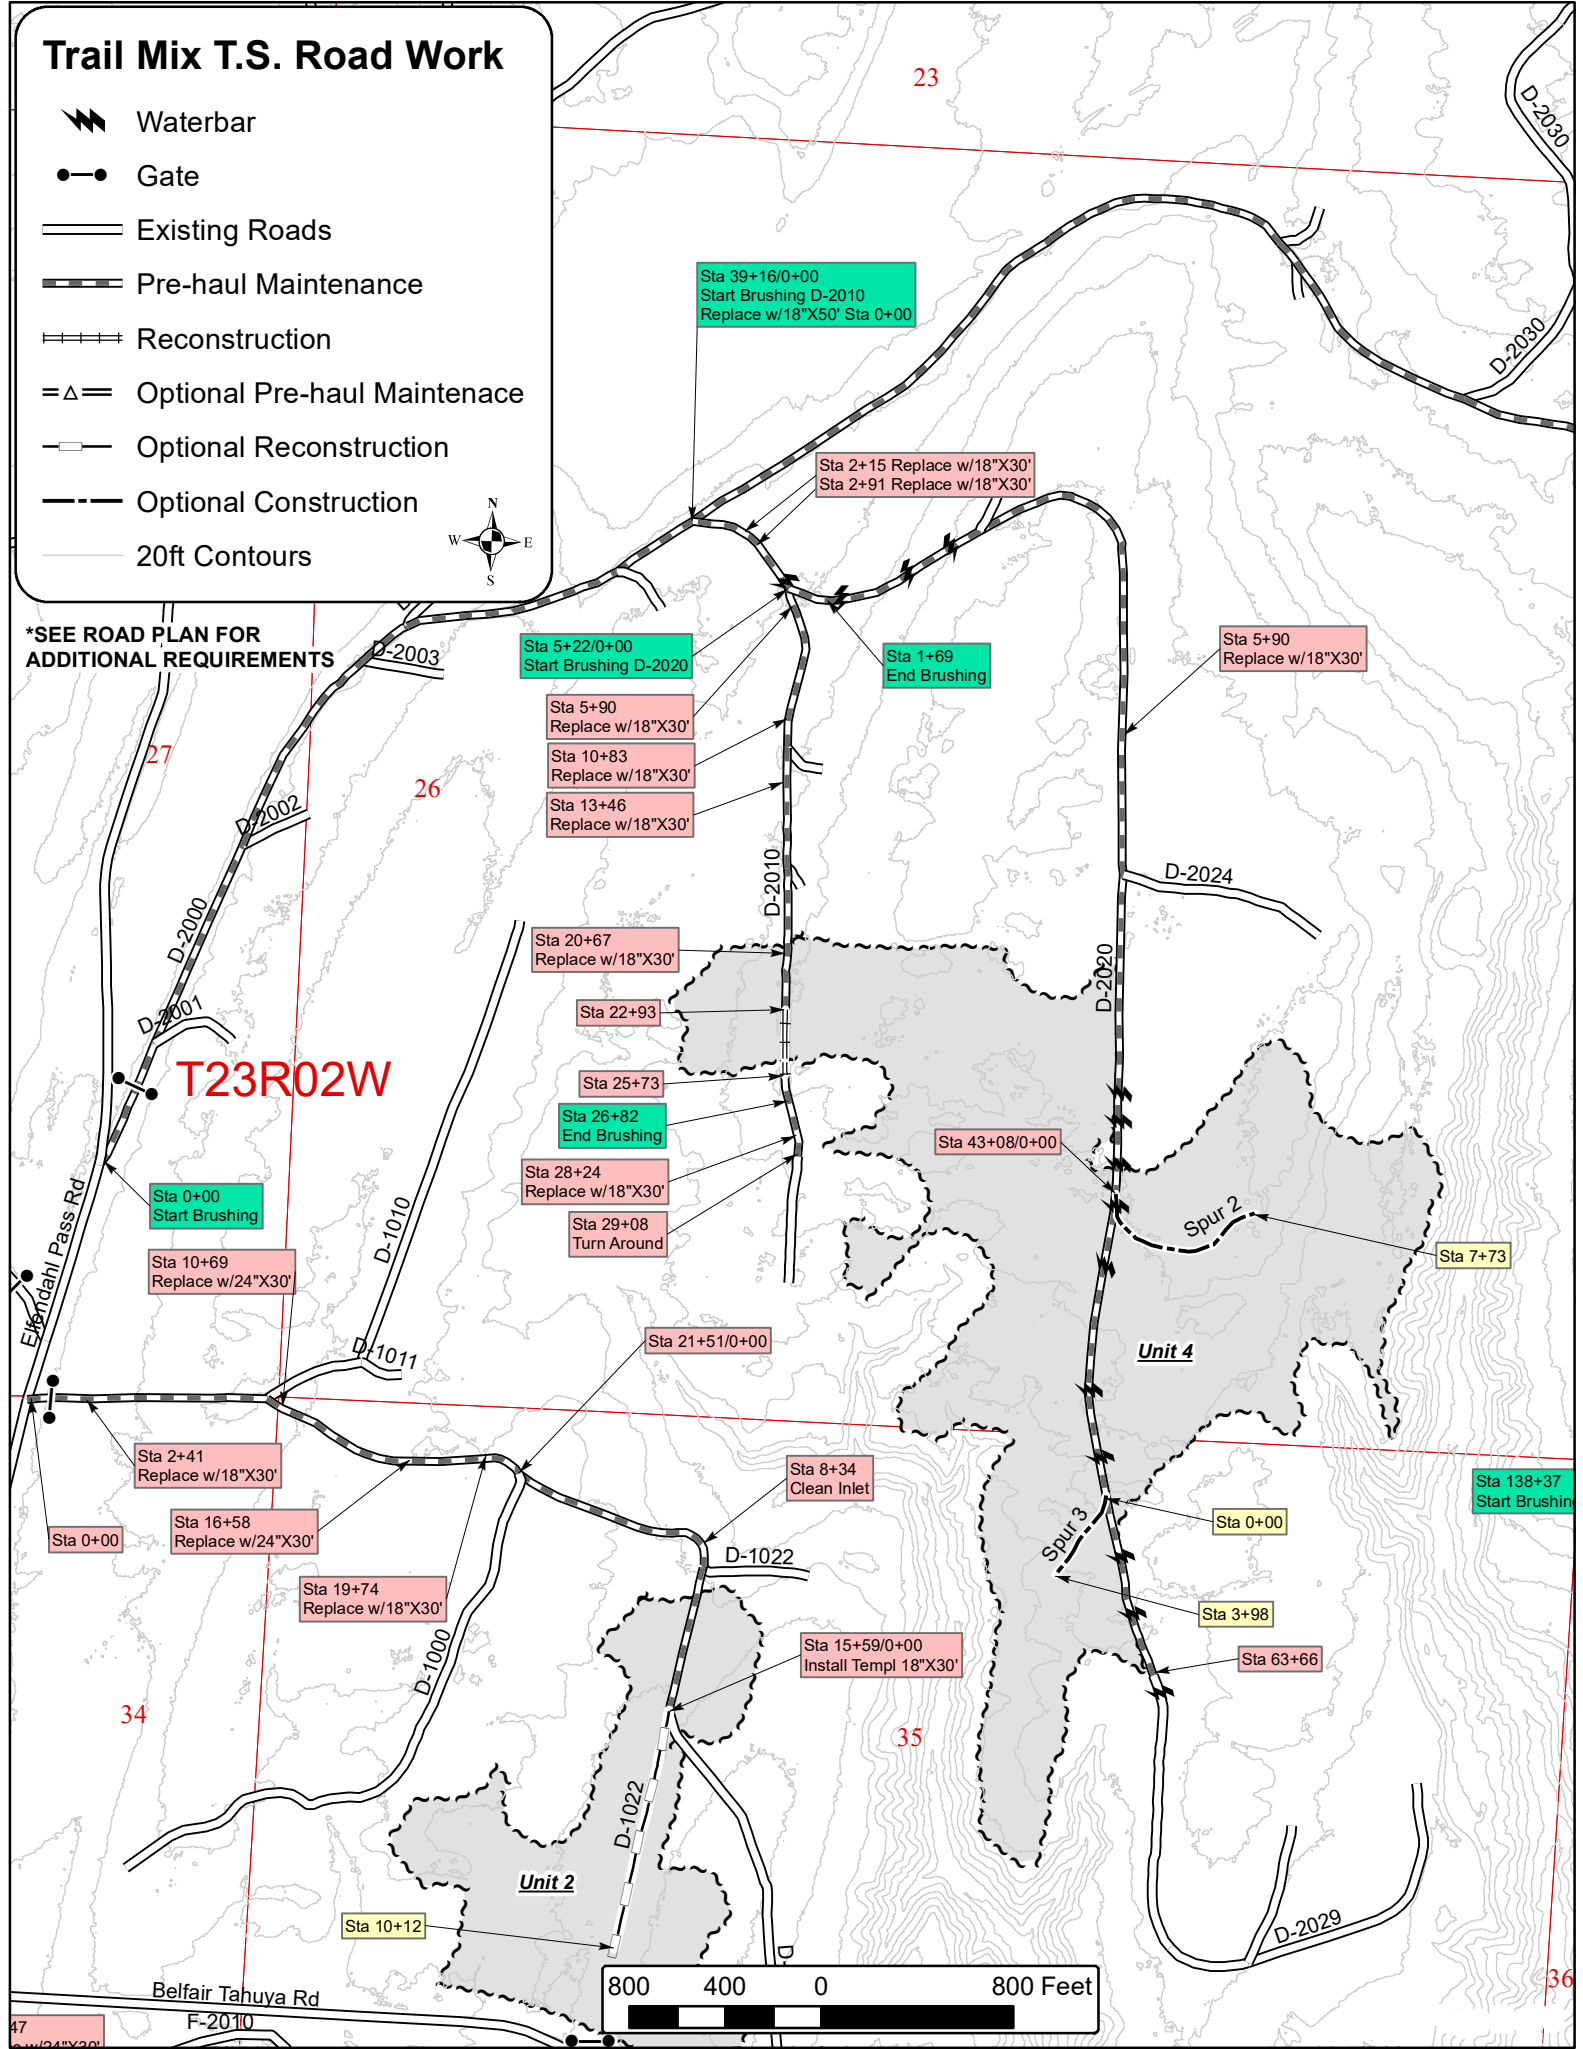 Trail Mix T.S. Road Work
Waterbar
Gate
Existing Roads
Pre-haul Maintenance
Reconstruction
Optional Pre-haul Maintenace
Optional Reconstruction
Optional Construction
20ft Contours
N
W E
S
*SEE ROAD PLAN FOR
ADDITIONAL REQUIREMENTS
23
D-2030
D-2030
Sta 39+16/0+00
Start Brushing D-2010
Replace w/18"X50' Sta 0+00
Sta 2+15 Replace w/18"X30'
Sta 2+91 Replace w/18"X30'
D-2003
Sta 5+22/0+00
Start Brushing D-2020
Sta 1+69
End Brushing
Sta 5+90
Replace w/18"X30'
Sta 5+90
Replace w/18"X30'
Sta 10+83
Replace w/18"X30'
Sta 13+46
Replace w/18"X30'
27
26
D-2002
D-2000
D-2010
D-2024
D-2020
D-2001
Sta 20+67
Replace w/18"X30'
Sta 22+93
T23R02W
Sta 25+73
Sta 26+82
End Brushing
Sta 28+24
Replace w/18"X30'
Sta 29+08
Turn Around
Sta 43+08/0+00
Spur 2
Sta 7+73
Sta 0+00
Start Brushing
Elfendahl Pass Rd
D-1010
Sta 10+69
Replace w/24"X30'
D-1011
Sta 21+51/0+00
Unit 4
Sta 2+41
Replace w/18"X30'
Sta 8+34
Clean Inlet
Sta 138+37
Start Brushin
Sta 0+00
Sta 16+58
Replace w/24"X30'
Sta 0+00
Spur 3
D-1022
Sta 19+74
Replace w/18"X30'
Sta 3+98
D-1000
Sta 15+59/0+00
Install Templ 18"X30'
Sta 63+66
34
35
D-1022
Unit 2
Sta 10+12
D-2029
D-
36
Belfair Tahuya Rd
F-2010
800 400 0 800 Feet
47